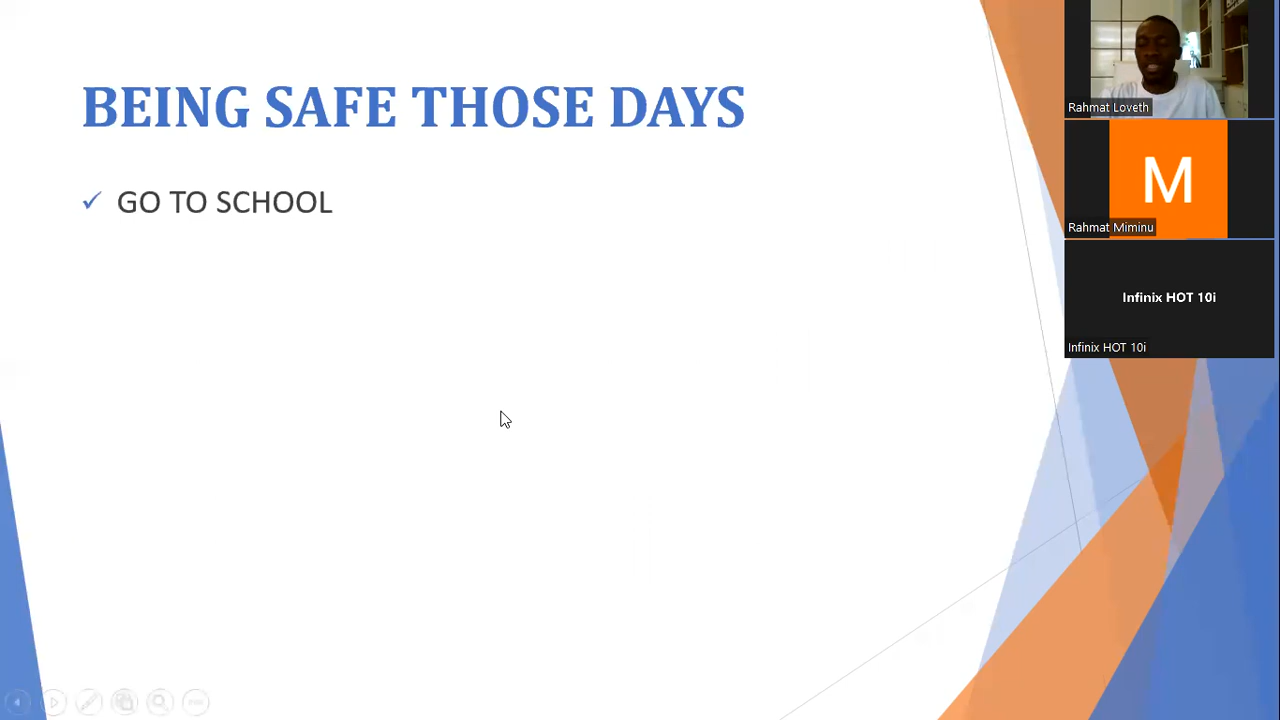 BEING SAFE THOSE DAYS
✓ GO TO SCHOOL
Rahmat Loveth
M
Rahmat Miminu
Infinix HOT 10i
Infinix HOT 10i